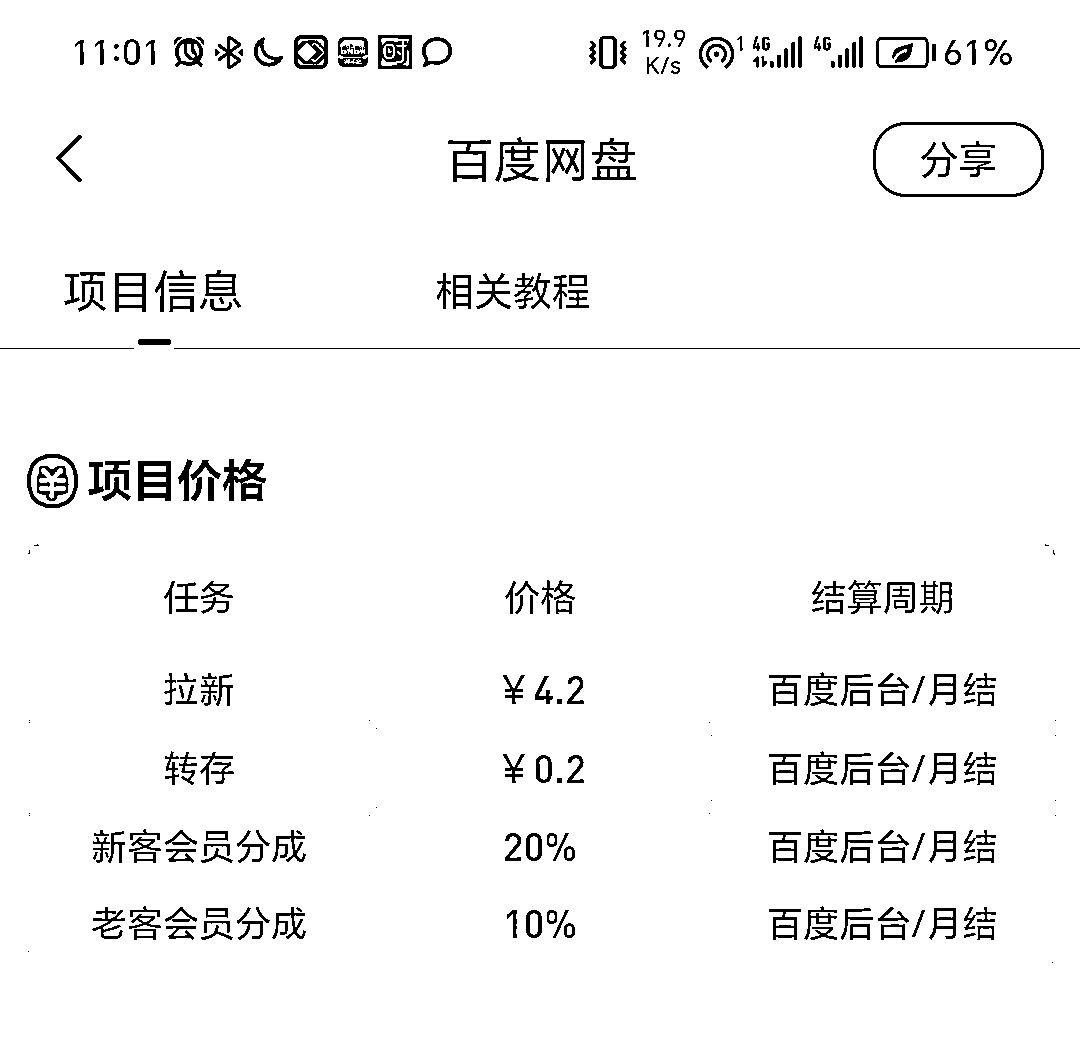 11:01 19.9 K/s 1 4G 4G 61%
百度网盘 分享
项目信息 相关教程
项目价格
任务 价格 结算周期
拉新 ¥4.2 百度后台/月结
转存 ¥0.2 百度后台/月结
新客会员分成 20% 百度后台/月结
老客会员分成 10% 百度后台/月结